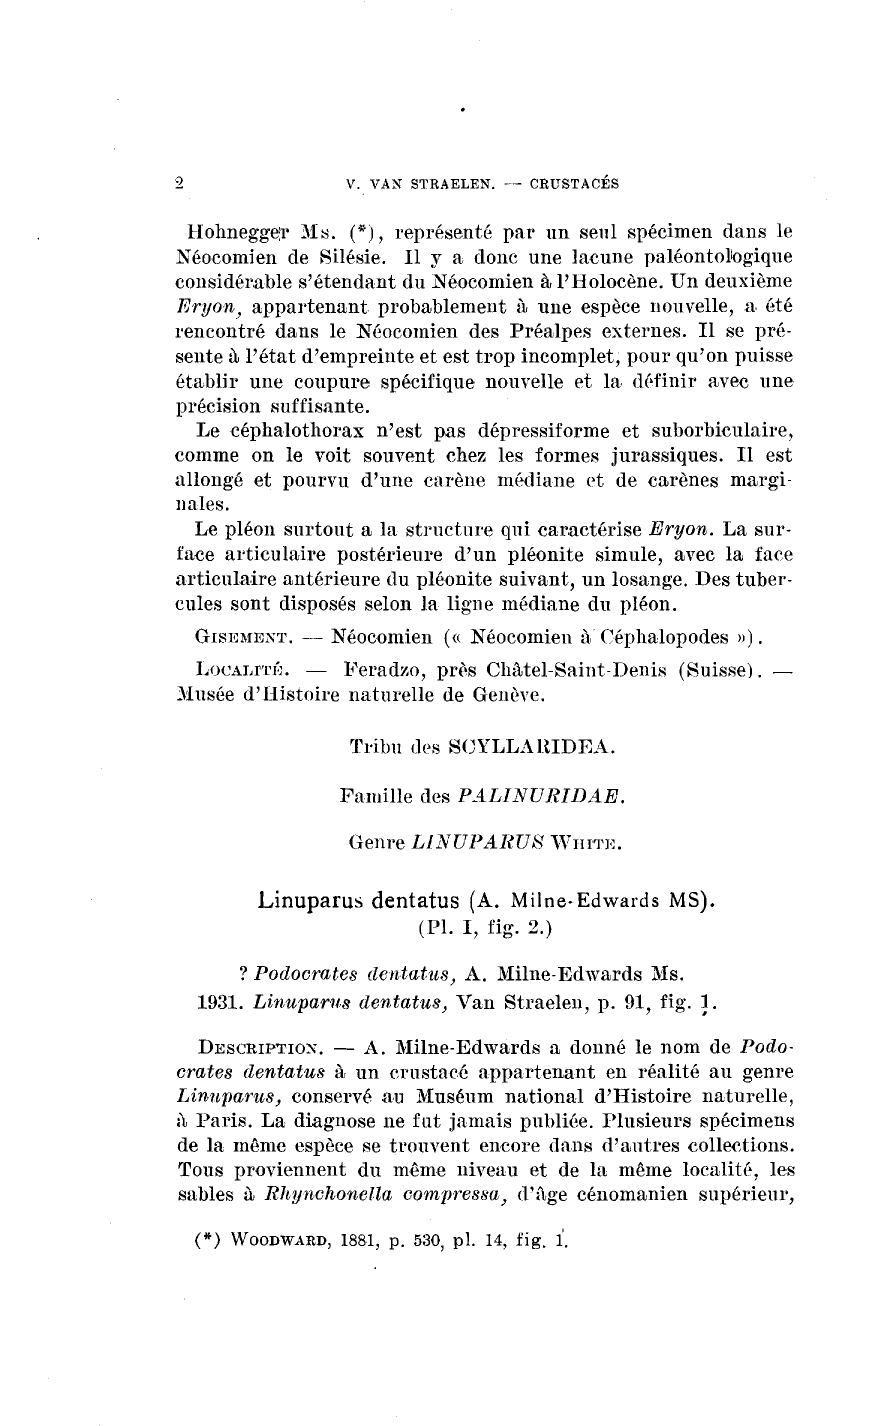 2 V. VAN STRAELEN. — CRUSTACÉS
Hohnegger Ms. (*), représenté par un seul spécimen dans le
Néocomien de Silésie. Il y a donc une lacune paléontologique
considérable s'étendant du Néocomien à l'Holocène. Un deuxième
Eryon, appartenant probablement à une espèce nouvelle, a été
rencontré dans le Néocomien des Préalpes externes. Il se pré-
sente à l'état d'empreinte et est trop incomplet, pour qu'on puisse
établir une coupure spécifique nouvelle et la définir avec une
précision suffisante.
Le céphalothorax n'est pas dépressiforme et suborbiculaire,
comme on le voit souvent chez les formes jurassiques. Il est
allongé et pourvu d'une carène médiane et de carènes margi-
nales.
Le pléon surtout a la structure qui caractérise Eryon. La sur-
face articulaire postérieure d'un pléonite simule, avec la face
articulaire antérieure du pléonite suivant, un losange. Des tuber-
cules sont disposés selon la ligne médiane du pléon.
GISEMENT. — Néocomien (« Néocomien à Céphalopodes »).
LOCALITÉ. — Feradzo, près Châtel-Saint-Denis (Suisse). —
Musée d'Histoire naturelle de Genève.
Tribu des SCYLLARIDEA.
Famille des PALINURIDAE.
Genre LINUPARUS WHITE.
Linuparus dentatus (A. Milne-Edwards MS).
(Pl. I, fig. 2.)
? Podocrates dentatus, A. Milne-Edwards Ms.
1931. Linuparus dentatus, Van Straelen, p. 91, fig. 1.
DESCRIPTION. — A. Milne-Edwards a donné le nom de Podo-
crates dentatus à un crustacé appartenant en réalité au genre
Linuparus, conservé au Muséum national d'Histoire naturelle,
à Paris. La diagnose ne fut jamais publiée. Plusieurs spécimens
de la même espèce se trouvent encore dans d'autres collections.
Tous proviennent du même niveau et de la même localité, les
sables à Rhynchonella compressa, d'âge cénomanien supérieur,
(*) WOODWARD, 1881, p. 530, pl. 14, fig. 1.